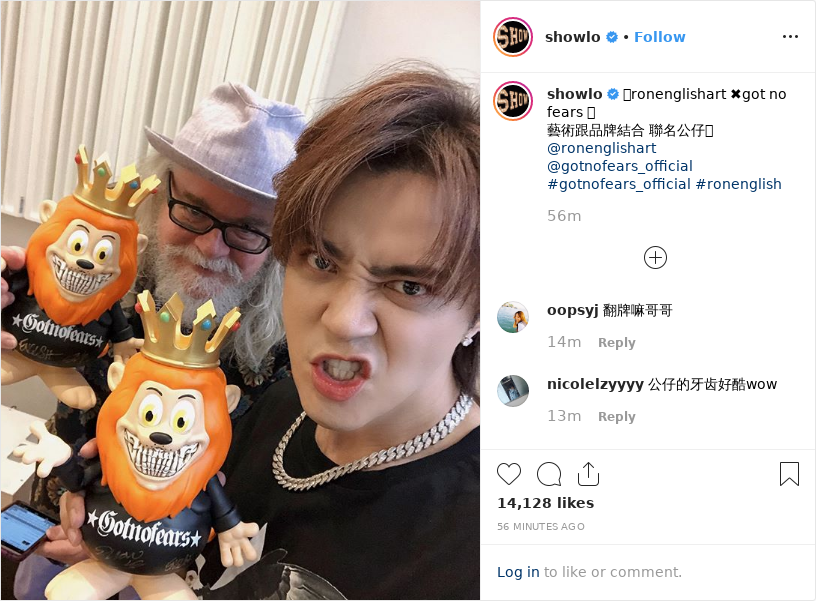 Gotnofears
Gotnofears
SHOW
showlo • Follow
SHOW
showlo ronenglishart ✖got no
fears
藝術跟品牌結合 聯名公仔
@ronenglishart
@gotnofears_official
#gotnofears_official #ronenglish
56m
oopsyj 翻牌嘛哥哥
14m Reply
nicolelzyyyy 公仔的牙齿好酷wow
13m Reply
14,128 likes
56 MINUTES AGO
Log in to like or comment.